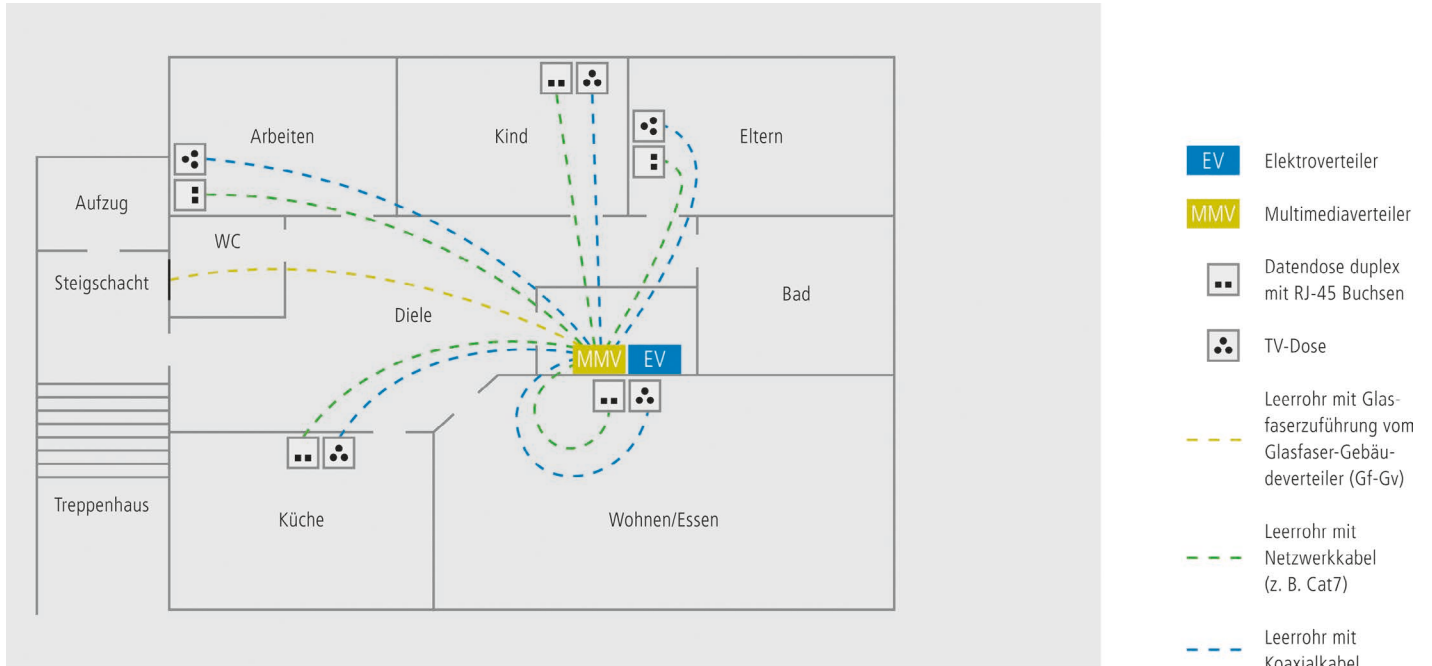 Arbeiten
Kind
Eltern
Aufzug
WC
Steigschacht
Diele
Bad
MMV
EV
Treppenhaus
Küche
Wohnen/Essen
EV
Elektroverteiler
MMV
Multimediaverteiler
Datendose duplex
mit RJ-45 Buchsen
TV-Dose
Leerrohr mit Glas-
faserzuführung vom
Glasfaser-Gebäu-
deverteiler (Gf-Gv)
Leerrohr mit
Netzwerkkabel
(z. B. Cat7)
Leerrohr mit
Koaxialkabel